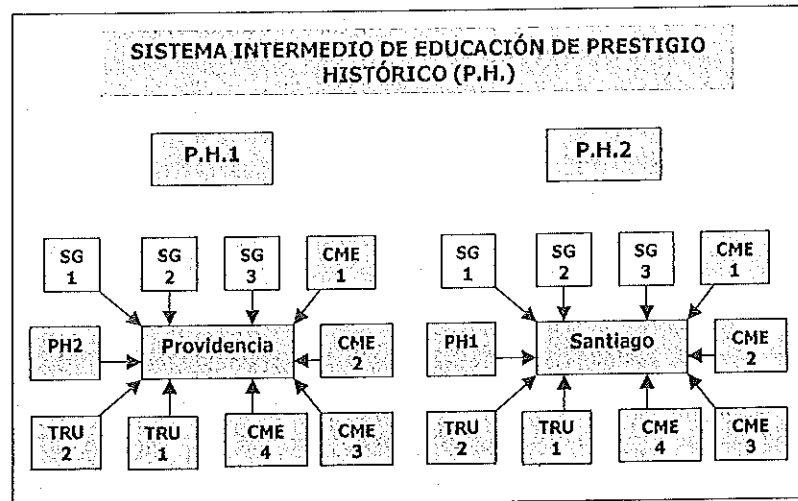 SISTEMA INTERMEDIO DE EDUCACIÓN DE PRESTIGIO
HISTÓRICO (P.H.)
P.H.1
P.H.2
SG
1
SG
2
SG
3
CME
1
PH2
Providencia
CME
2
TRU
2
TRU
1
CME
4
CME
3
SG
1
SG
2
SG
3
CME
1
PH1
Santiago
CME
2
TRU
2
TRU
1
CME
4
CME
3